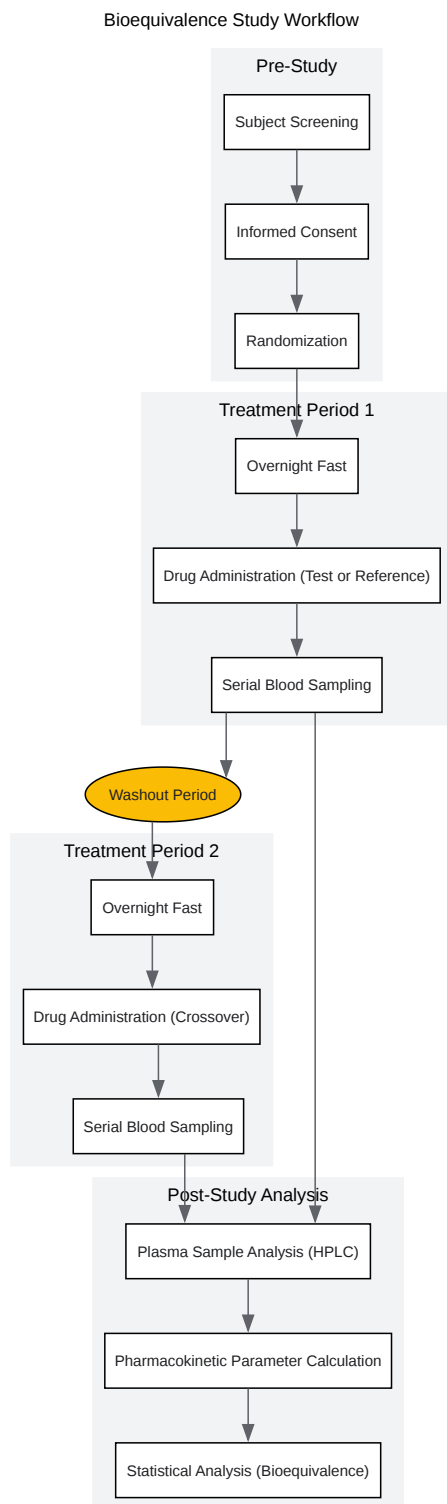 Bioequivalence Study Workflow
Pre-Study
Subject Screening
Informed Consent
Randomization
Treatment Period 1
Overnight Fast
Drug Administration (Test or Reference)
Serial Blood Sampling
Washout Period
Treatment Period 2
Overnight Fast
Drug Administration (Crossover)
Serial Blood Sampling
Post-Study Analysis
Plasma Sample Analysis (HPLC)
Pharmacokinetic Parameter Calculation
Statistical Analysis (Bioequivalence)